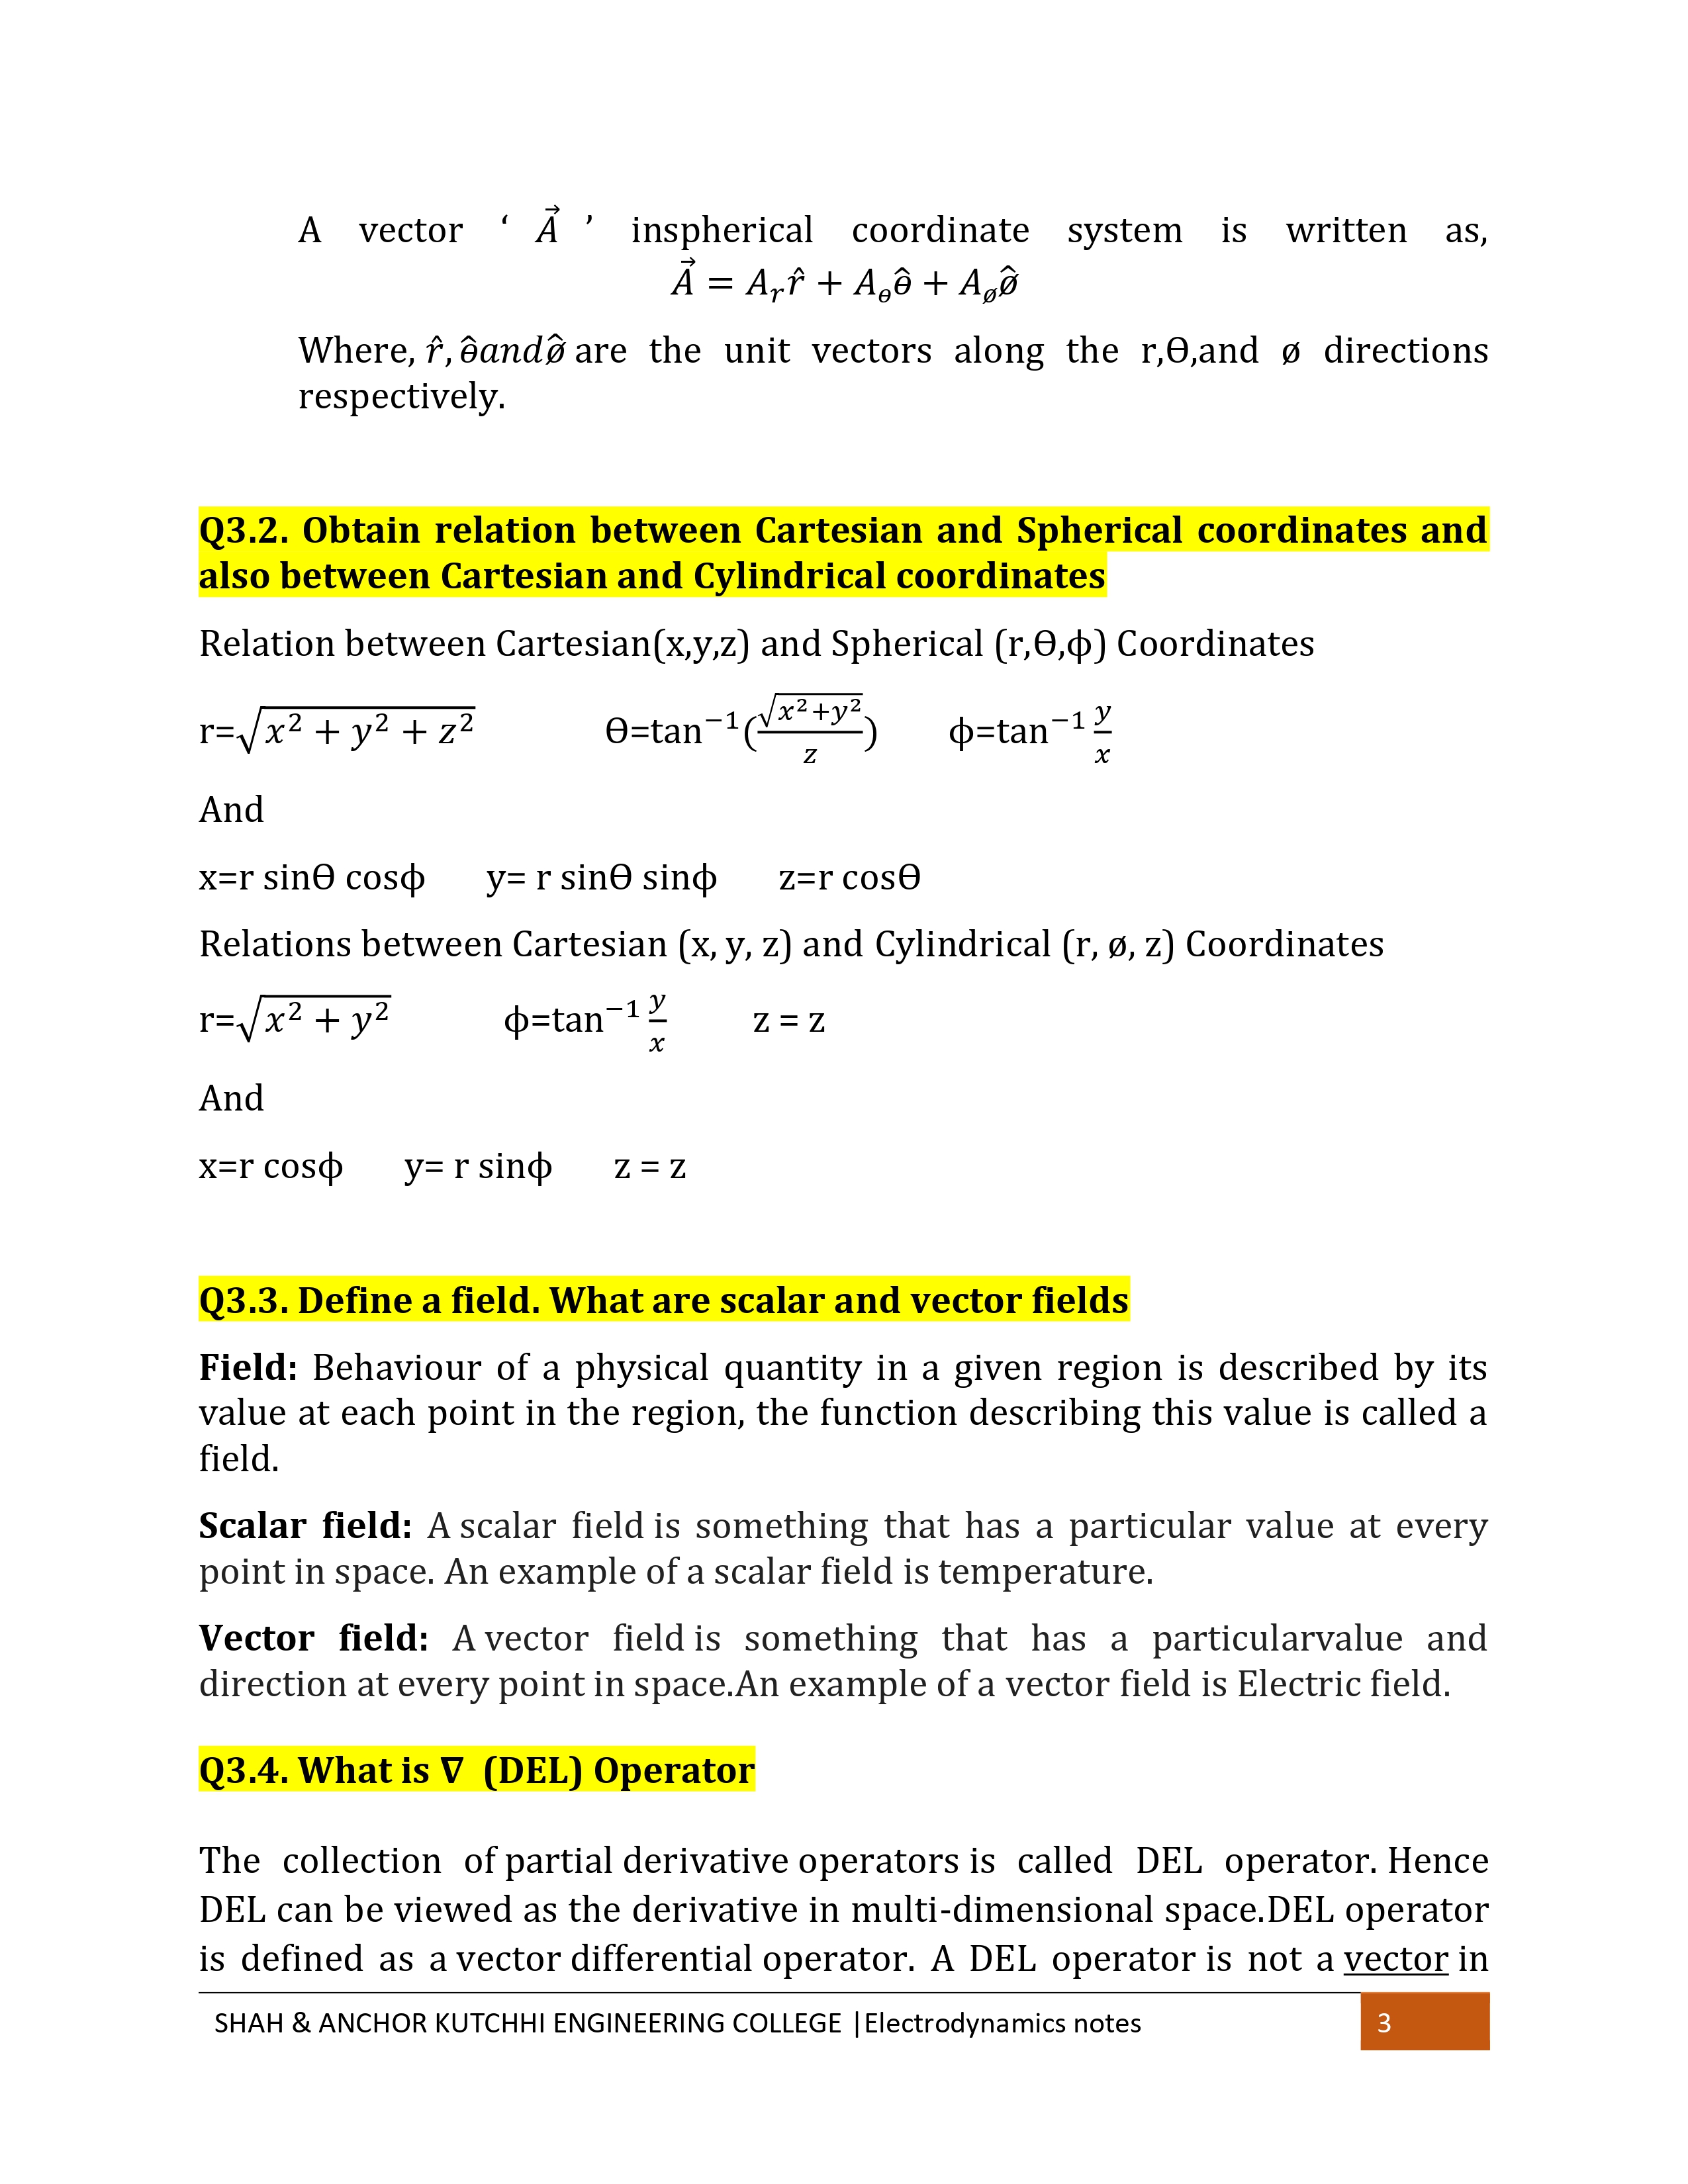 A vector ‘ \vec{A} ’ inspherical coordinate system is written as,
\vec{A} = A_r \hat{r} + A_ɵ \hat{ɵ} + A_ø \hat{ø}
Where, \hat{r}, \hat{ɵ}and\hat{ø} are the unit vectors along the r,Ɵ,and ø directions
respectively.
Q3.2. Obtain relation between Cartesian and Spherical coordinates and
also between Cartesian and Cylindrical coordinates
Relation between Cartesian(x,y,z) and Spherical (r,Ɵ,ϕ) Coordinates
r=\sqrt{x^2 + y^2 + z^2} Ɵ=tan^{-1}(\frac{\sqrt{x^2+y^2}}{z}) ϕ=tan^{-1}\frac{y}{x}
And
x=r sinƟ cosϕ y= r sinƟ sinϕ z=r cosƟ
Relations between Cartesian (x, y, z) and Cylindrical (r, ø, z) Coordinates
r=\sqrt{x^2 + y^2} ϕ=tan^{-1}\frac{y}{x} z = z
And
x=r cosϕ y= r sinϕ z = z
Q3.3. Define a field. What are scalar and vector fields
Field: Behaviour of a physical quantity in a given region is described by its
value at each point in the region, the function describing this value is called a
field.
Scalar field: A scalar field is something that has a particular value at every
point in space. An example of a scalar field is temperature.
Vector field: A vector field is something that has a particularvalue and
direction at every point in space.An example of a vector field is Electric field.
Q3.4. What is ∇ (DEL) Operator
The collection of partial derivative operators is called DEL operator. Hence
DEL can be viewed as the derivative in multi-dimensional space.DEL operator
is defined as a vector differential operator. A DEL operator is not a vector in
SHAH & ANCHOR KUTCHHI ENGINEERING COLLEGE |Electrodynamics notes 3